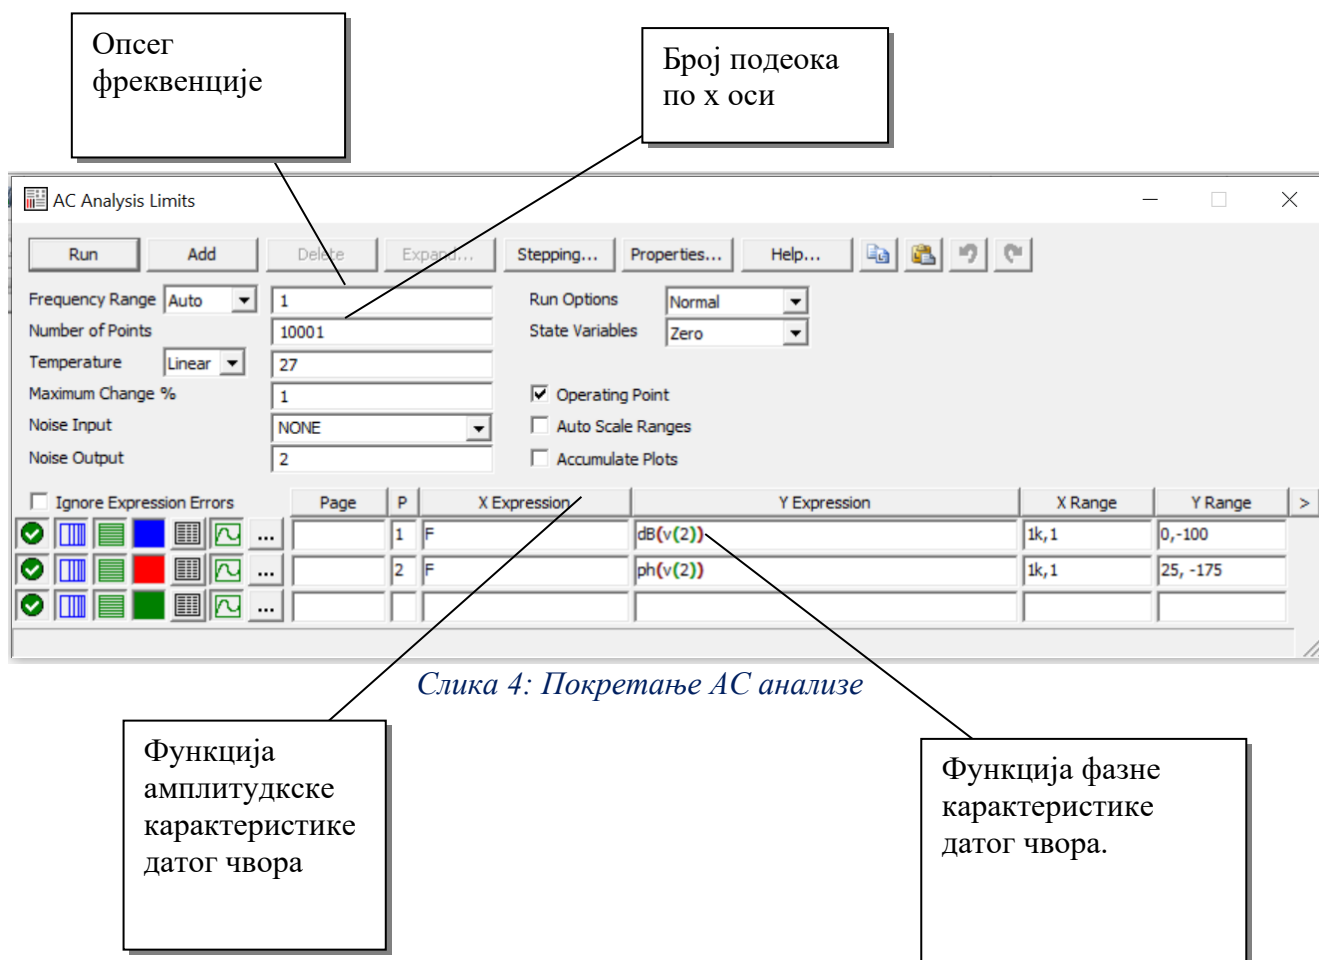 Опсег
фреквенције
Број подеока
по x оси
AC Analysis Limits
Run Add Delete Expand... Stepping... Properties... Help...
Frequency Range Auto 1 Run Options Normal
Number of Points 10001 State Variables Zero
Temperature Linear 27
Maximum Change % 1 Operating Point
Noise Input NONE Auto Scale Ranges
Noise Output 2 Accumulate Plots
Ignore Expression Errors Page P X Expression Y Expression X Range Y Range >
... 1 F dB(v(2)) 1k,1 0,-100
... 2 F ph(v(2)) 1k,1 25, -175
...
Слика 4: Покретање АС анализе
Функција
амплитудкске
карактеристике
датог чвора
Функција фазне
карактеристике
датог чвора.